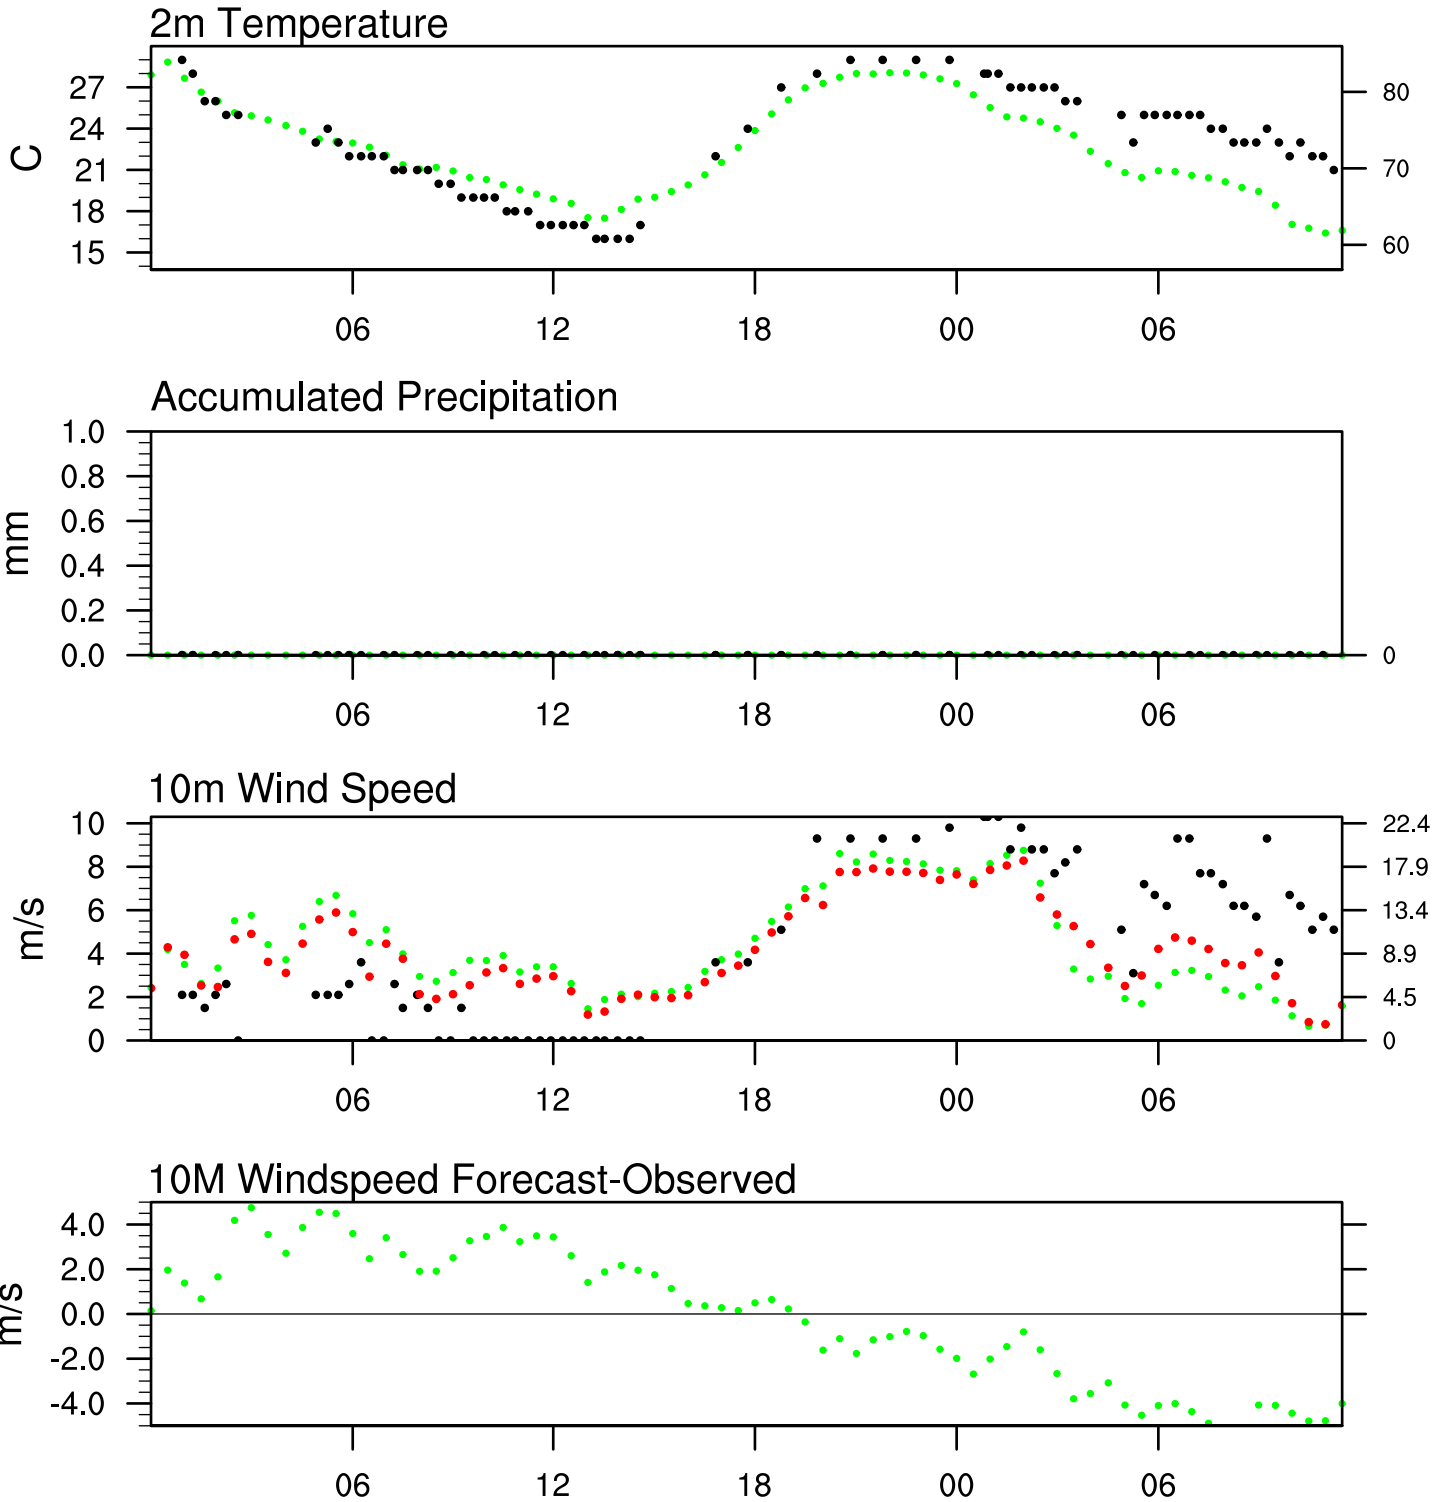 2m Temperature
27
24
21
18
15
C
80
70
60
06 12 18 00 06
Accumulated Precipitation
1.0
0.8
0.6
0.4
0.2
0.0
mm
0
06 12 18 00 06
10m Wind Speed
10
8
6
4
2
0
m/s
22.4
17.9
13.4
8.9
4.5
0
06 12 18 00 06
10M Windspeed Forecast-Observed
4.0
2.0
0.0
-2.0
-4.0
m/s
06 12 18 00 06